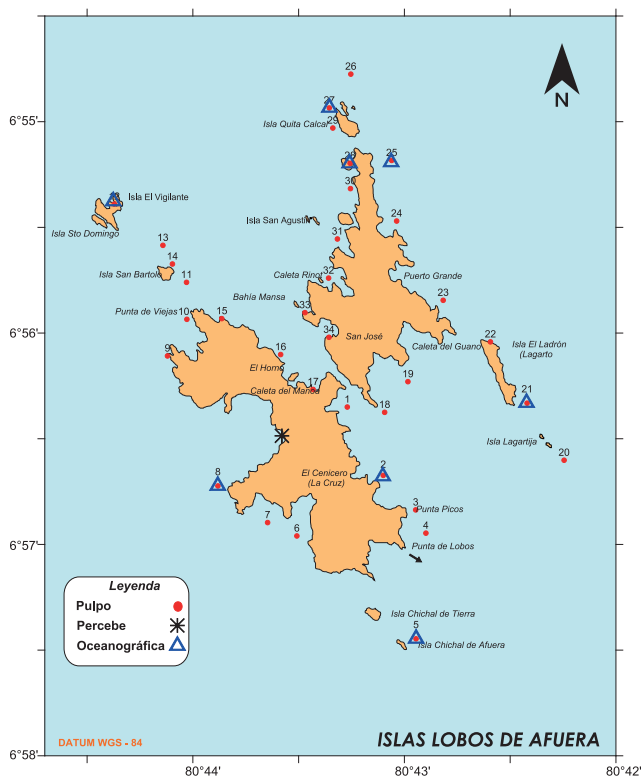 26
27
6°55'
29
Isla Quita Calcal
25
30
Isla El Vigilante
24
Isla San Agustín
Isla Sto Domingo
31
13
14
Isla San Bartolo
32
Caleta Rinot
Puerto Grande
11
Bahía Mansa
23
33
Punta de Viejas
10
15
6°56'
34
San José
Caleta del Guano
22
Isla El Ladrón
(Lagarto
9
16
El Horno
19
17
Caleta del Mansa
21
1
18
Isla Lagartija
20
2
El Cenicero
(La Cruz)
8
3
Punta Picos
7
6
4
6°57'
Punta de Lobos
Leyenda
Pulpo
Percebe
Oceanográfica
Isla Chichal de Tierra
5
Isla Chichal de Afuera
DATUM WGS - 84
ISLAS LOBOS DE AFUERA
6°58'
80°44'
80°43'
80°42'